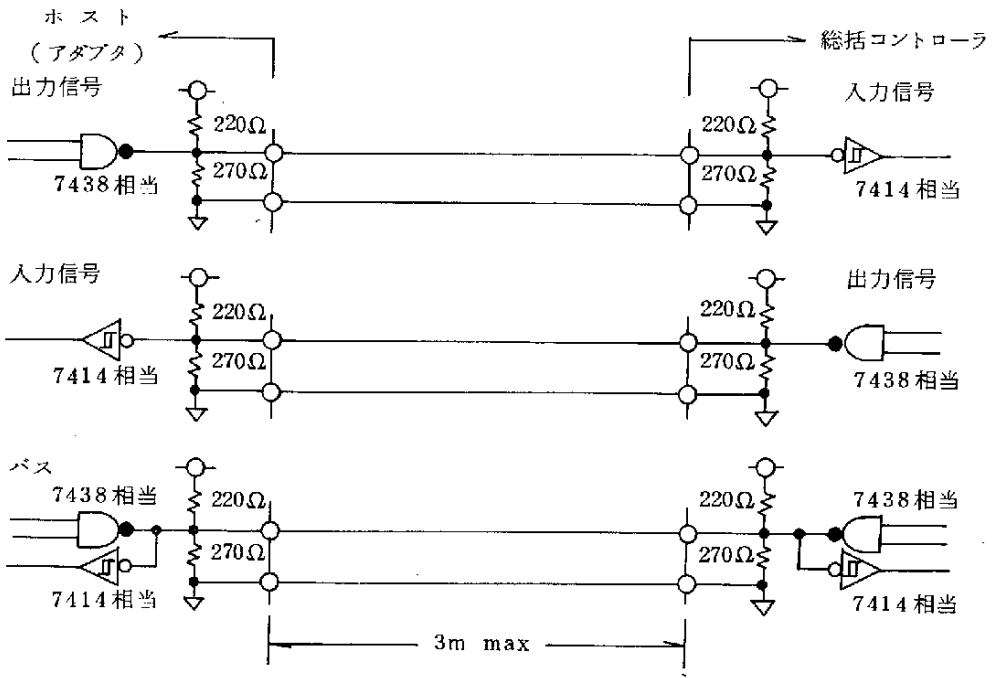 ホスト
(アダプタ)
総括コントローラ
出力信号
入力信号
220Ω
220Ω
270Ω
270Ω
7438相当
7414相当
入力信号
出力信号
220Ω
220Ω
270Ω
270Ω
7414相当
7438相当
バス
7438相当
220Ω
220Ω
7438相当
270Ω
270Ω
7414相当
7414相当
3m max